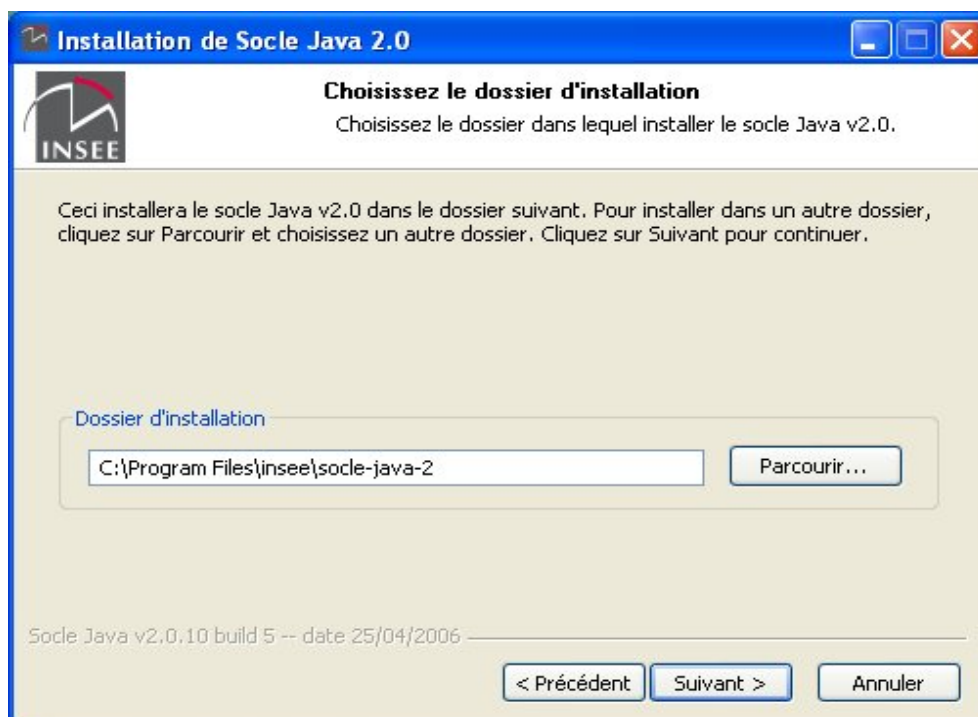 Installation de Socle Java 2.0
INSEE
Choisissez le dossier d'installation
Choisissez le dossier dans lequel installer le socle Java v2.0.
Ceci installera le socle Java v2.0 dans le dossier suivant. Pour installer dans un autre dossier,
cliquez sur Parcourir et choisissez un autre dossier. Cliquez sur Suivant pour continuer.
Dossier d'installation
C:\Program Files\insee\socle-java-2
Parcourir...
Socle Java v2.0.10 build 5 -- date 25/04/2006
< Précédent
Suivant >
Annuler